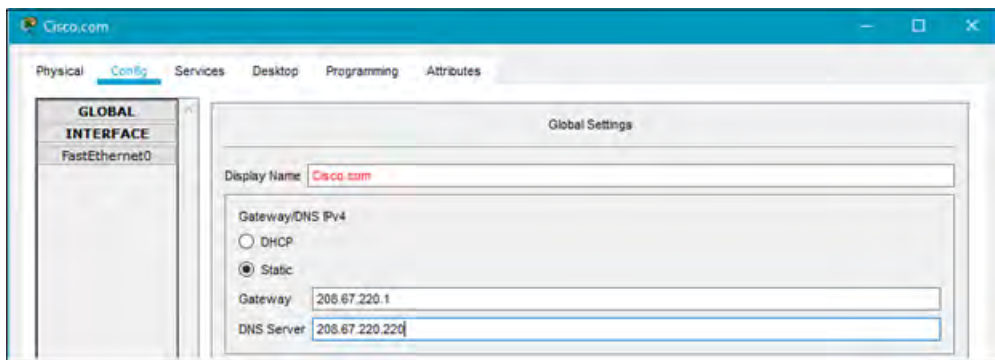 Cisco.com
Physical Config Services Desktop Programming Attributes
GLOBAL
INTERFACE
FastEthernet0
Global Settings
Display Name Cisco.com
Gateway/DNS IPv4
DHCP
Static
Gateway 208.67.220.1
DNS Server 208.67.220.220